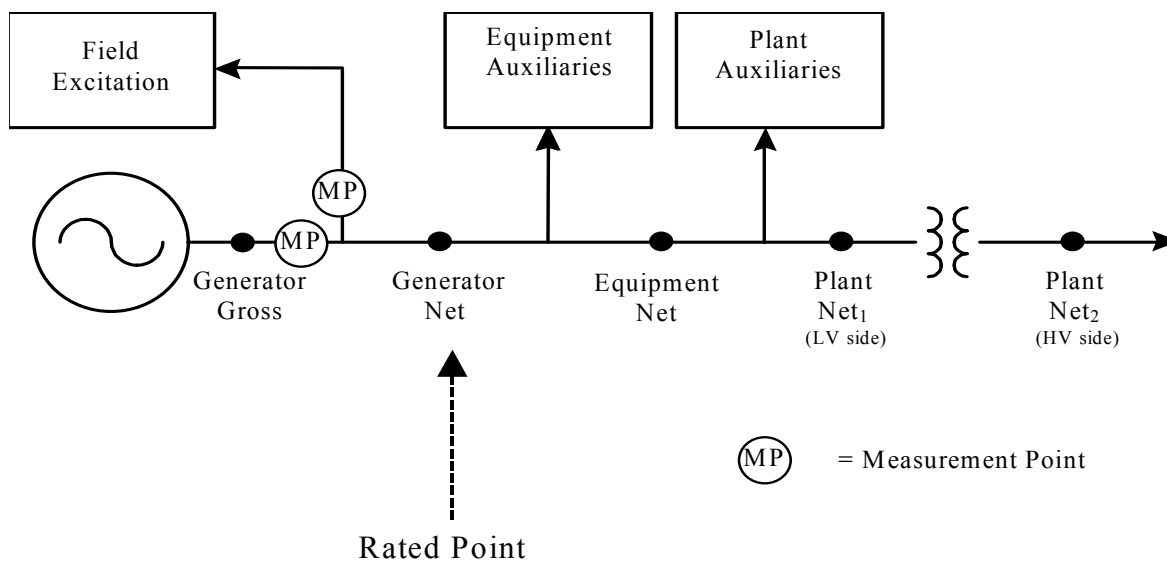 Field
Excitation
Equipment
Auxiliaries
Plant
Auxiliaries
MP
MP
Generator
Gross
Generator
Net
Equipment
Net
Plant
Net₁
(LV side)
Plant
Net₂
(HV side)
MP = Measurement Point
Rated Point